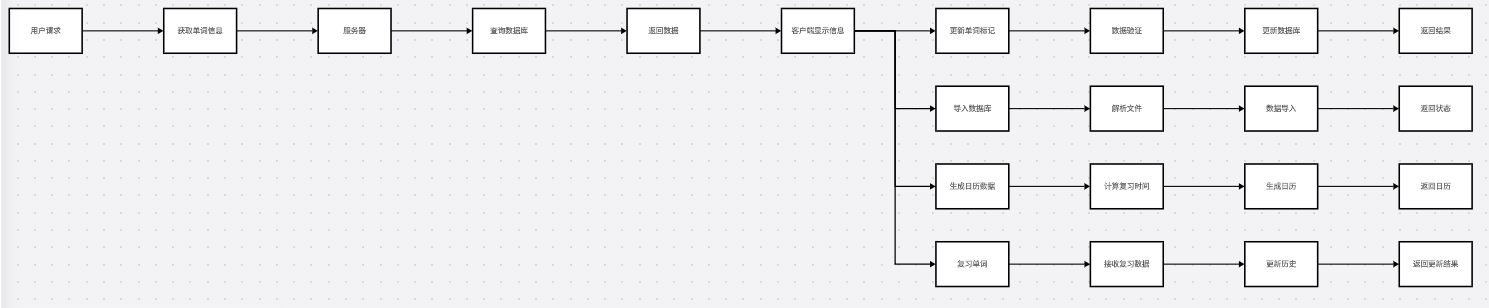 用户请求
获取单词信息
服务器
查询数据库
返回数据
客户端显示信息
更新单词标记
数据验证
更新数据库
返回结果
导入数据库
解析文件
数据导入
返回状态
生成日历数据
计算复习时间
生成日历
返回日历
复习单词
接收复习数据
更新历史
返回更新结果